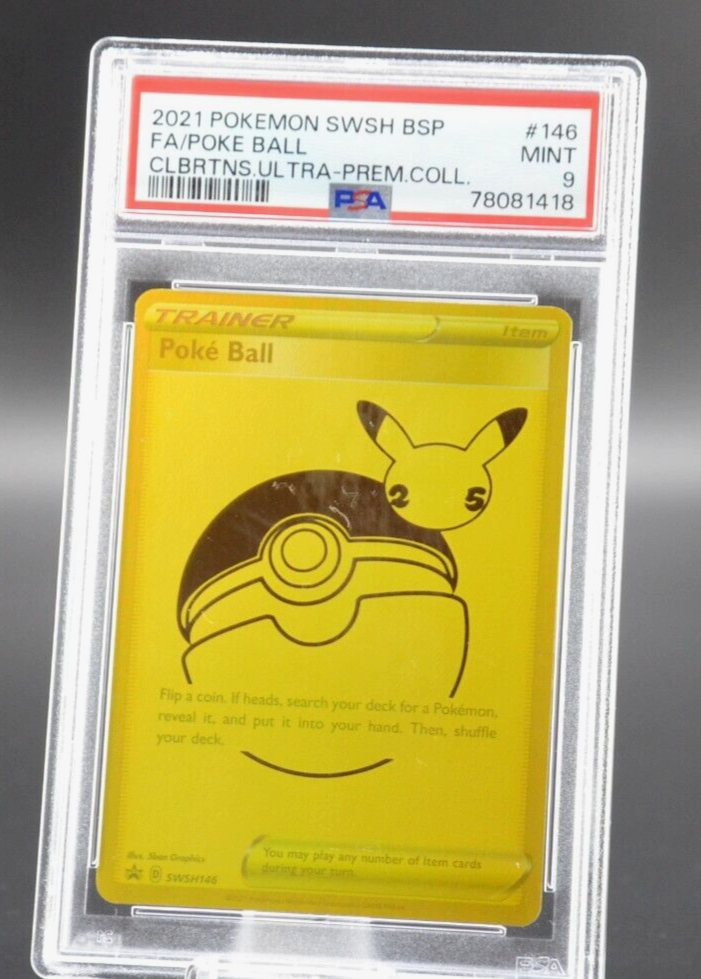 2021 POKEMON SWSH BSP #146
FA/POKE BALL MINT
CLBRTNS.ULTRA-PREM.COLL. 9
PSA 78081418
TRAINER Item
Poké Ball
2 5
Flip a coin. If heads, search your deck for a Pokémon,
reveal it, and put it into your hand. Then, shuffle
your deck.
You may play any number of Item cards
during your turn.
illus. 5ban Graphics
D SWSH146
PSA